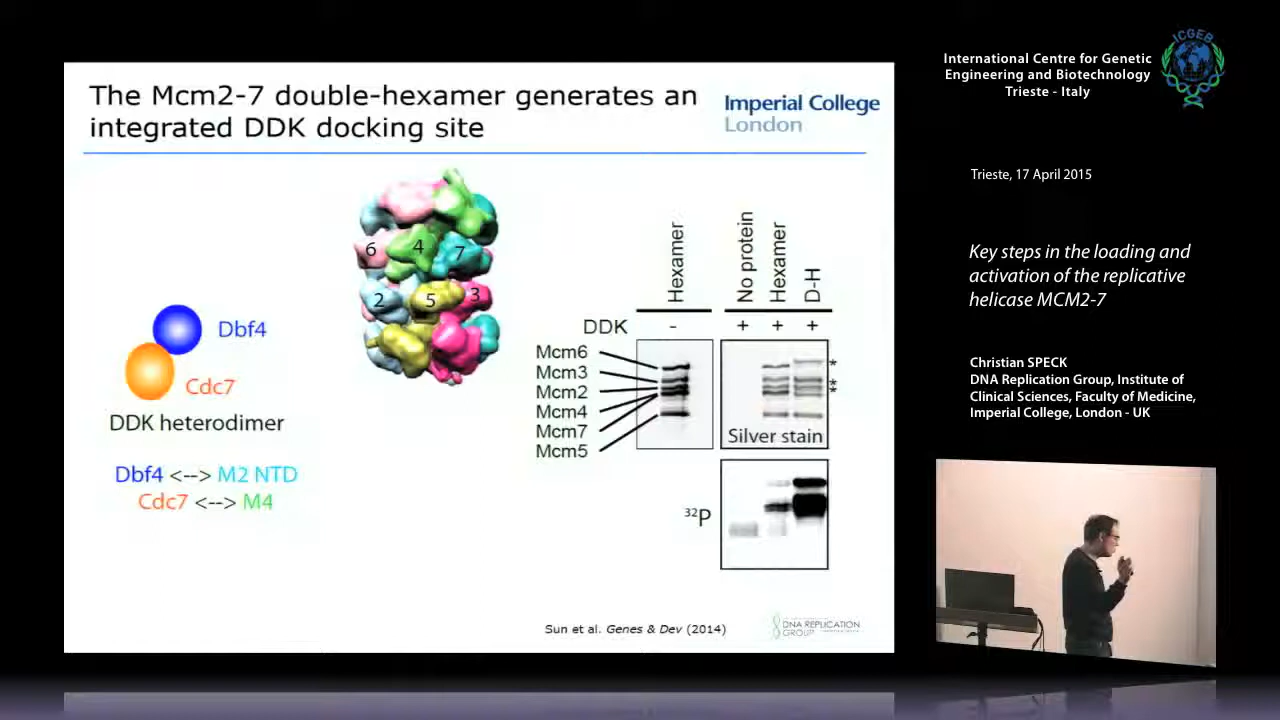 The Mcm2-7 double-hexamer generates an
integrated DDK docking site
Imperial College
London
6
4
7
2
5
3
Dbf4
Cdc7
DDK heterodimer
Dbf4 <--> M2 NTD
Cdc7 <--> M4
Hexamer
No protein
Hexamer
D-H
DDK
-
+
+
+
Mcm6
Mcm3
Mcm2
Mcm4
Mcm7
Mcm5
*
*
*
Silver stain
32P
Sun et al. Genes & Dev (2014)
DNA REPLICATION
GROUP
International Centre for Genetic
Engineering and Biotechnology
Trieste - Italy
ICGEB
Trieste, 17 April 2015
Key steps in the loading and
activation of the replicative
helicase MCM2-7
Christian SPECK
DNA Replication Group, Institute of
Clinical Sciences, Faculty of Medicine,
Imperial College, London - UK